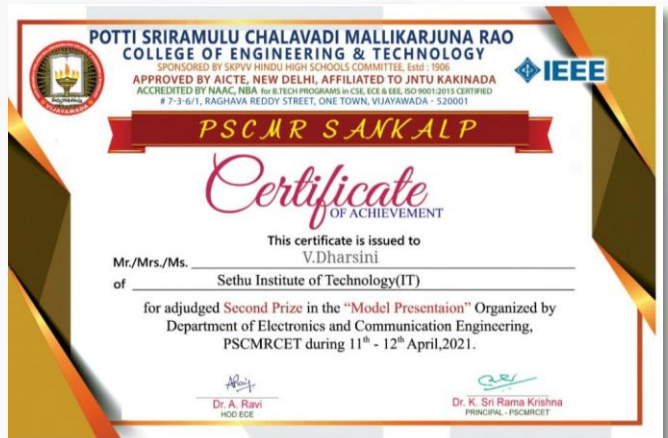 POTTI SRIRAMULU CHALAVADI MALLIKARJUNA RAO
COLLEGE OF ENGINEERING & TECHNOLOGY
SPONSORED BY SKPVV HINDU HIGH SCHOOLS COMMITTEE, Estd : 1906
APPROVED BY AICTE, NEW DELHI, AFFILIATED TO JNTU KAKINADA
ACCREDITED BY NAAC, NBA for B.TECH PROGRAMS in CSE, ECE & EEE, ISO 9001:2015 CERTIFIED
# 7-3-6/1, RAGHAVA REDDY STREET, ONE TOWN, VIJAYAWADA - 520001
IEEE
VIJAYAWADA
PSCMR SANKALP
Certificate
OF ACHIEVEMENT
This certificate is issued to
Mr./Mrs./Ms. V.Dharsini
of Sethu Institute of Technology(IT)
for adjudged Second Prize in the “Model Presentaion” Organized by
Department of Electronics and Communication Engineering,
PSCMRCET during 11th - 12th April,2021.
Dr. A. Ravi
HOD ECE
Dr. K. Sri Rama Krishna
PRINCIPAL - PSCMRCET